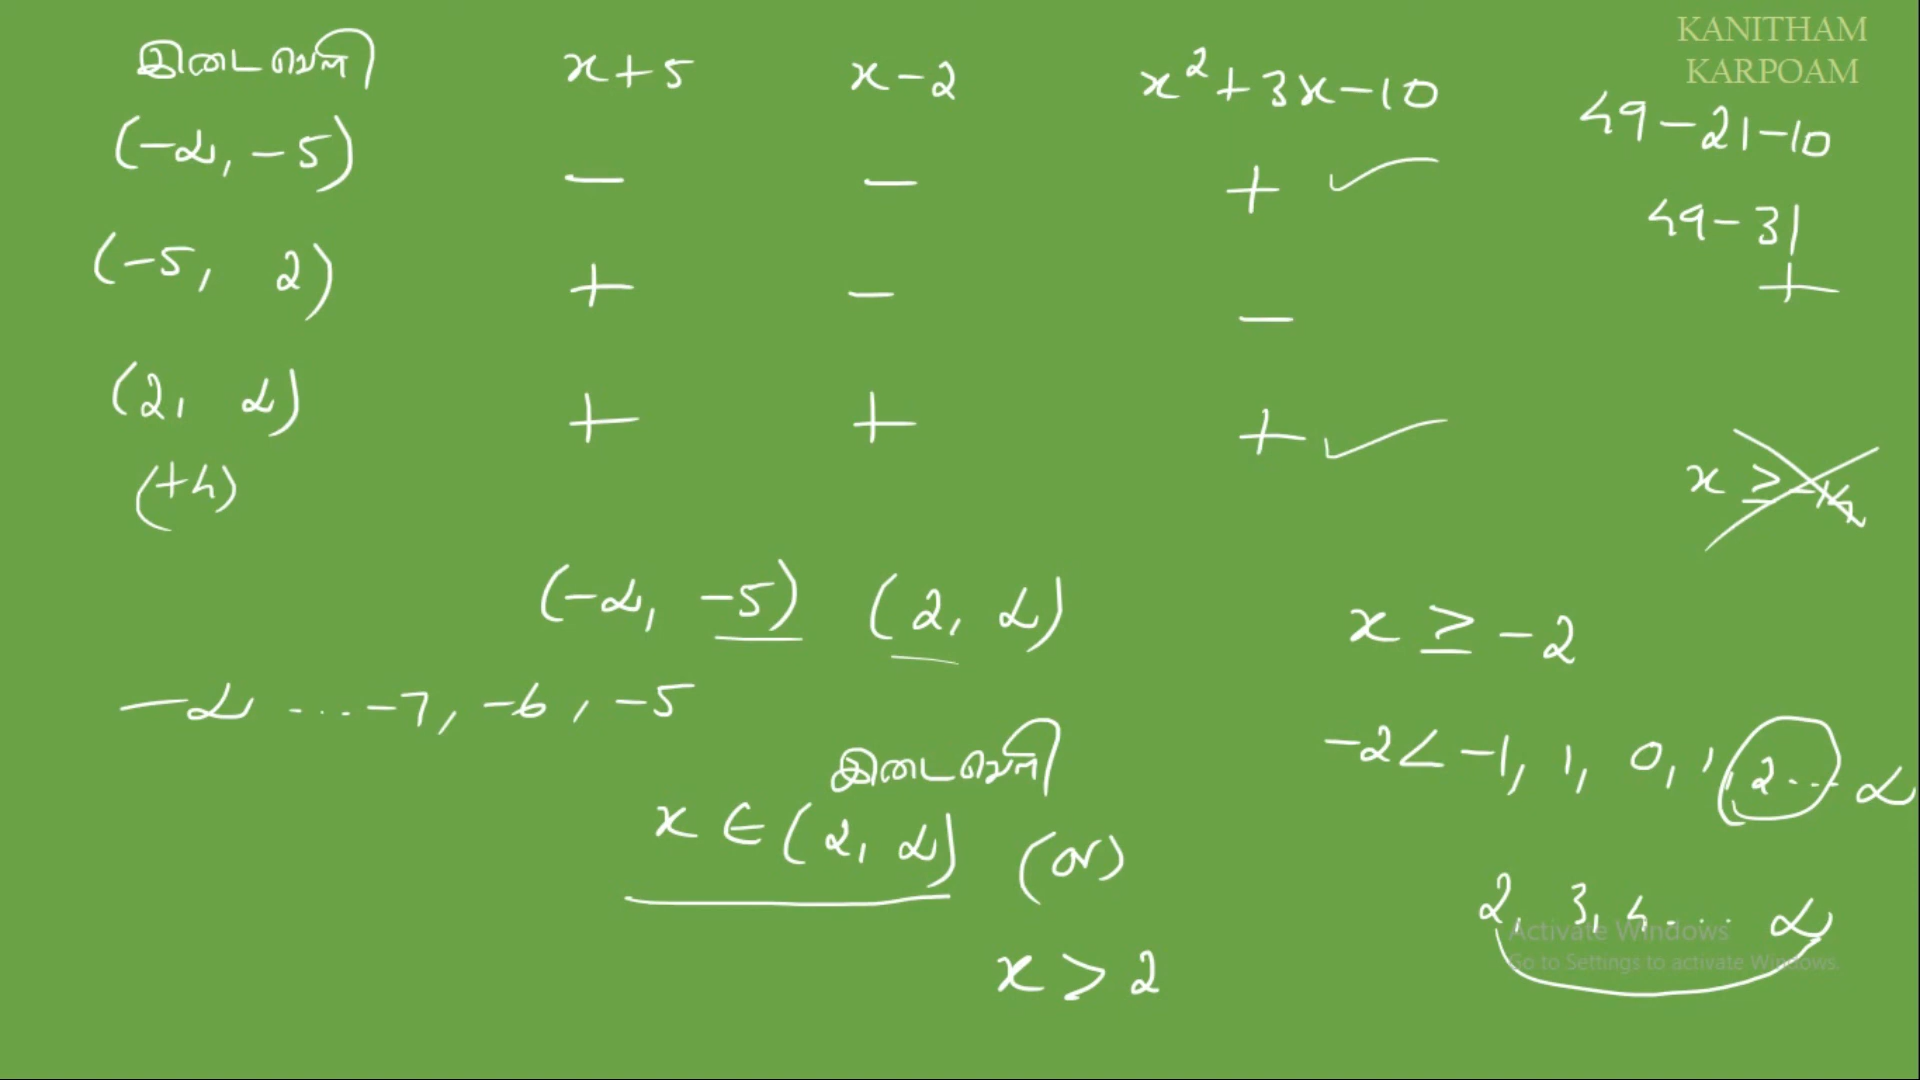 KANITHAM
KARPOAM
இடைவெளி x+5 x-2 x²+3x-10
(-∞, -5) - - + ✓
49-21-10
49-31
+
(-5, 2) + - -
(2, ∞) + + + ✓
(+4)
x ≥
(-∞, -5) (2, ∞)
x ≥ -2
-∞ ...-7, -6, -5
-2< -1, 1, 0, 1, 2... ∞
இடைவெளி
x ∈ (2, ∞) (or)
x > 2
2, 3, 4.... ∞
Activate Windows
Go to Settings to activate Windows.